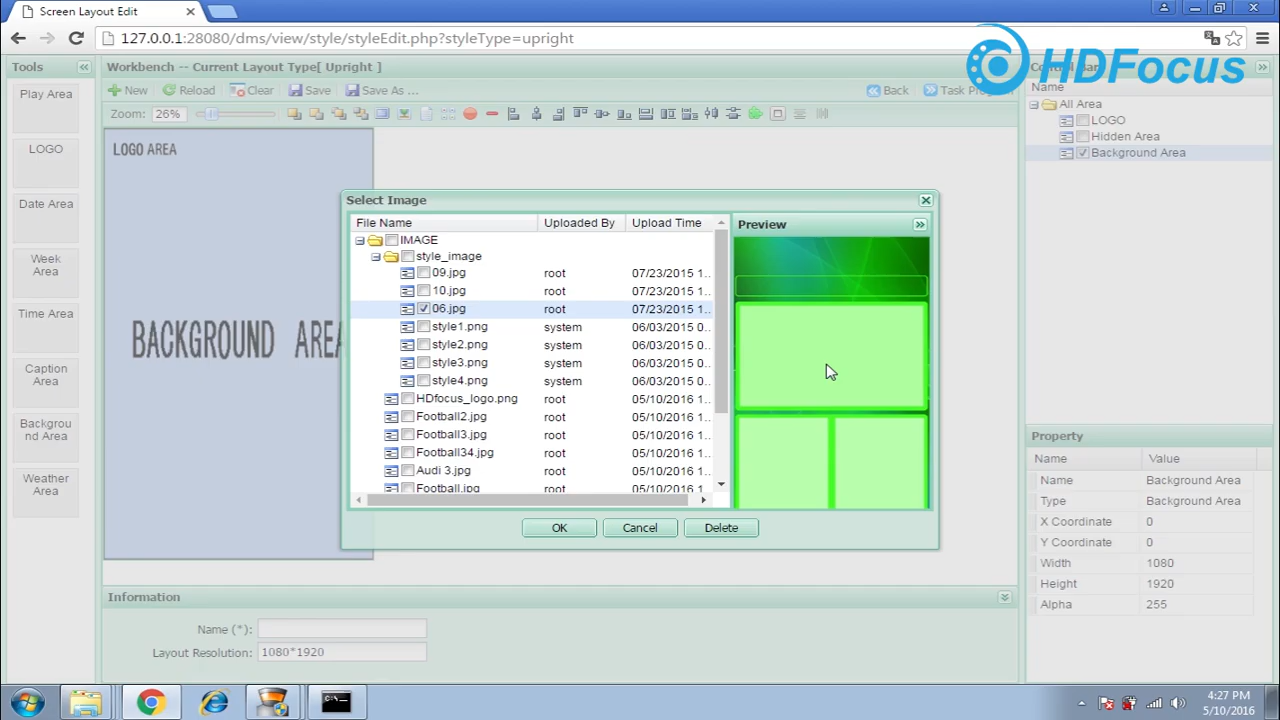 Screen Layout Edit
127.0.0.1:28080/dms/view/style/styleEdit.php?styleType=upright
HDFocus
Tools
Workbench -- Current Layout Type[ Upright ]
New Reload Clear Save Save As ... Back Task
Zoom: 26%
Play Area
LOGO
Date Area
Week Area
Time Area
Caption Area
Background Area
Weather Area
LOGO AREA
BACKGROUND
Name
All Area
LOGO
Hidden Area
Background Area
Select Image
File Name Uploaded By Upload Time
IMAGE
style_image
09.jpg root 07/23/2015 1..
10.jpg root 07/23/2015 1..
06.jpg root 07/23/2015 1..
style1.png system 06/03/2015 0..
style2.png system 06/03/2015 0..
style3.png system 06/03/2015 0..
style4.png system 06/03/2015 0..
HDfocus_logo.png root 05/10/2016 1..
Football2.jpg root 05/10/2016 1..
Football3.jpg root 05/10/2016 1..
Football34.jpg root 05/10/2016 1..
Audi 3.jpg root 05/10/2016 1..
Football.jpg root 05/10/2016 1..
Preview
OK Cancel Delete
Property
Name Value
Name Background Area
Type Background Area
X Coordinate 0
Y Coordinate 0
Width 1080
Height 1920
Alpha 255
Information
Name (*):
Layout Resolution: 1080*1920
4:27 PM
5/10/2016